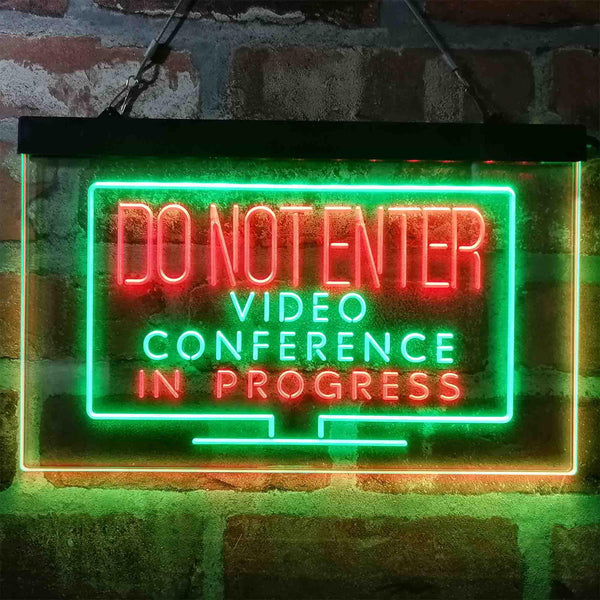 DO NOT ENTER
VIDEO
CONFERENCE
IN PROGRESS